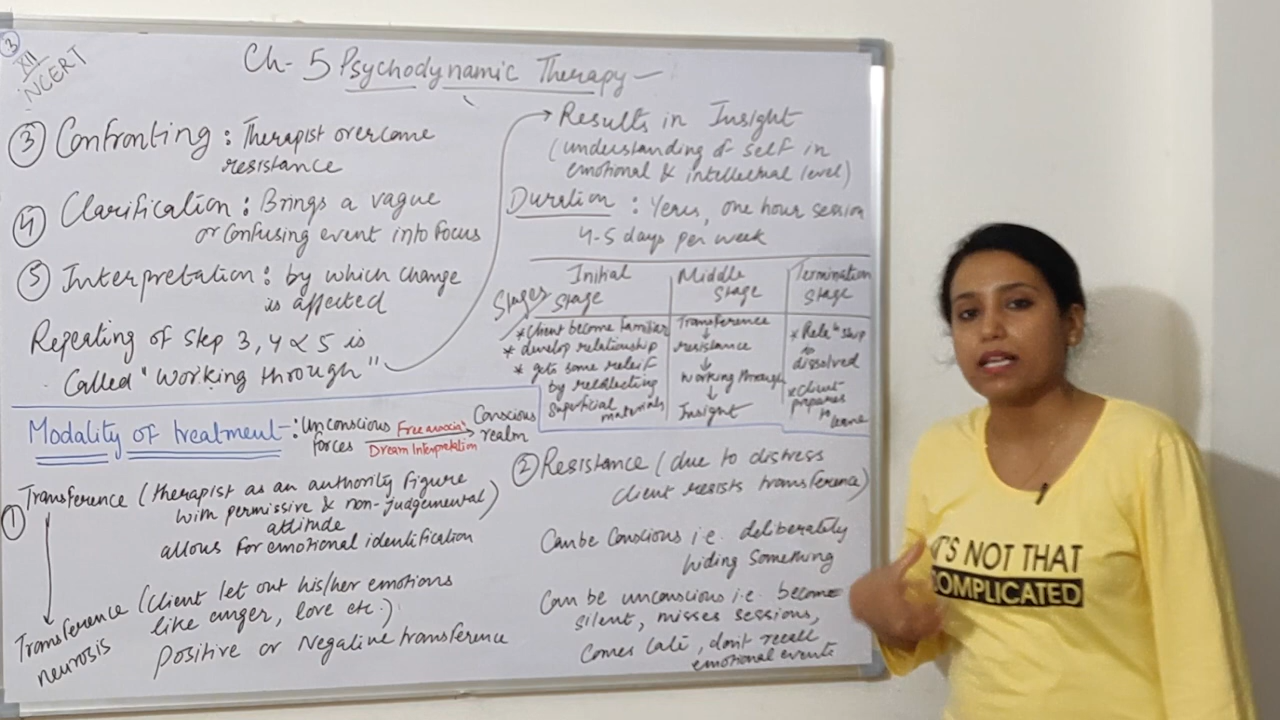 3
XII
NCERT
Ch-5 Psychodynamic Therapy –
③ Confronting : Therapist overcome
resistance
④ Clarification : Brings a vague
or confusing event into focus
⑤ Interpretation : by which change
is affected
Repeating of step 3, 4 & 5 is
Called "Working through"
→ Results in Insight
(understanding of self in
emotional & intellectual level)
Duration : Years, one hour session
4-5 days per week
Stages
Initial Stage
* Client become familiar
* develop relationship
* gets some releif
by recollecting
superficial materials
Middle Stage
Transference
↓
resistance
↓
Working through
↓
Insight
Termination Stage
* Relen ship
to
dissolved
* Client
prepares
to
leave
Modality of treatment - : Unconscious forces Free associan → Conscious realm
Dream Interpretation
① Transference (therapist as an authority figure
with permissive & non-judgemental)
attitude
allows for emotional identification
Transference neurosis (Client let out his/her emotions
like anger, love etc.)
Positive or Negative transference
② Resistance (due to distress
client resists transference)
Can be Conscious i.e. deliberately
hiding something
Can be unconscious i.e. become
silent, misses sessions,
Comes late, don't recall
emotional events
IT'S NOT THAT
COMPLICATED